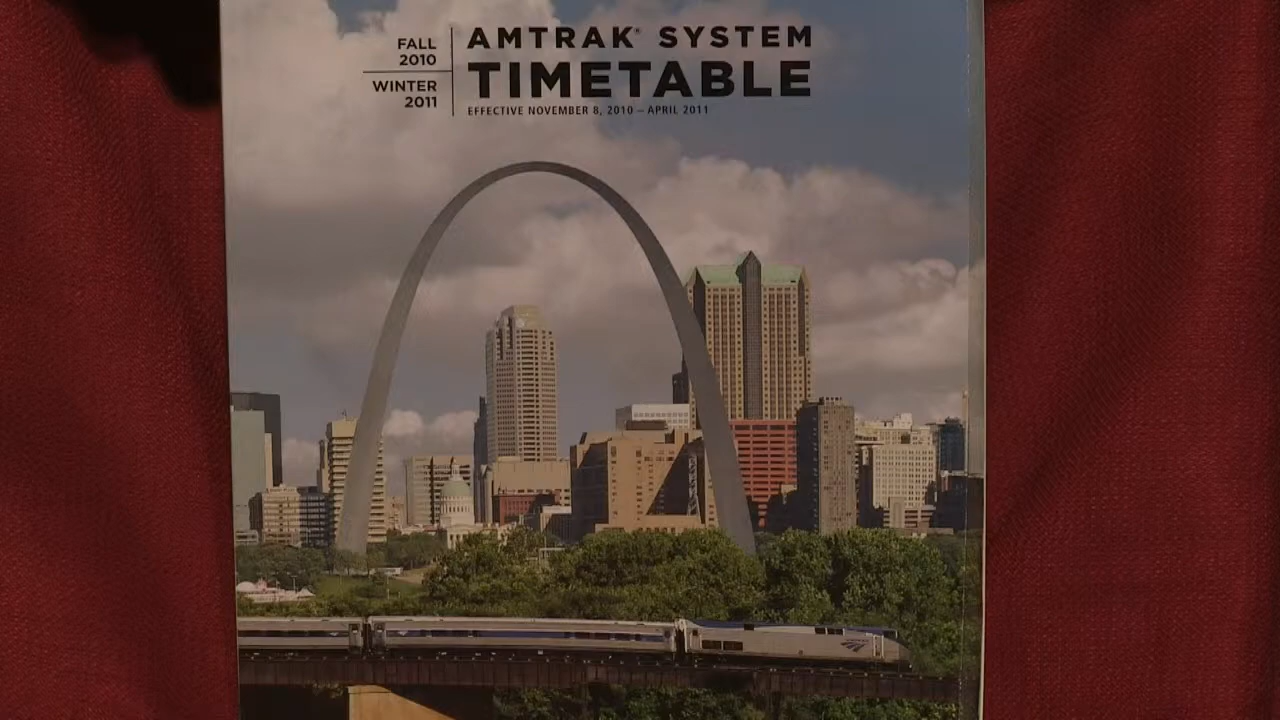 FALL
2010
WINTER
2011
AMTRAK® SYSTEM
TIMETABLE
EFFECTIVE NOVEMBER 8, 2010 – APRIL 2011